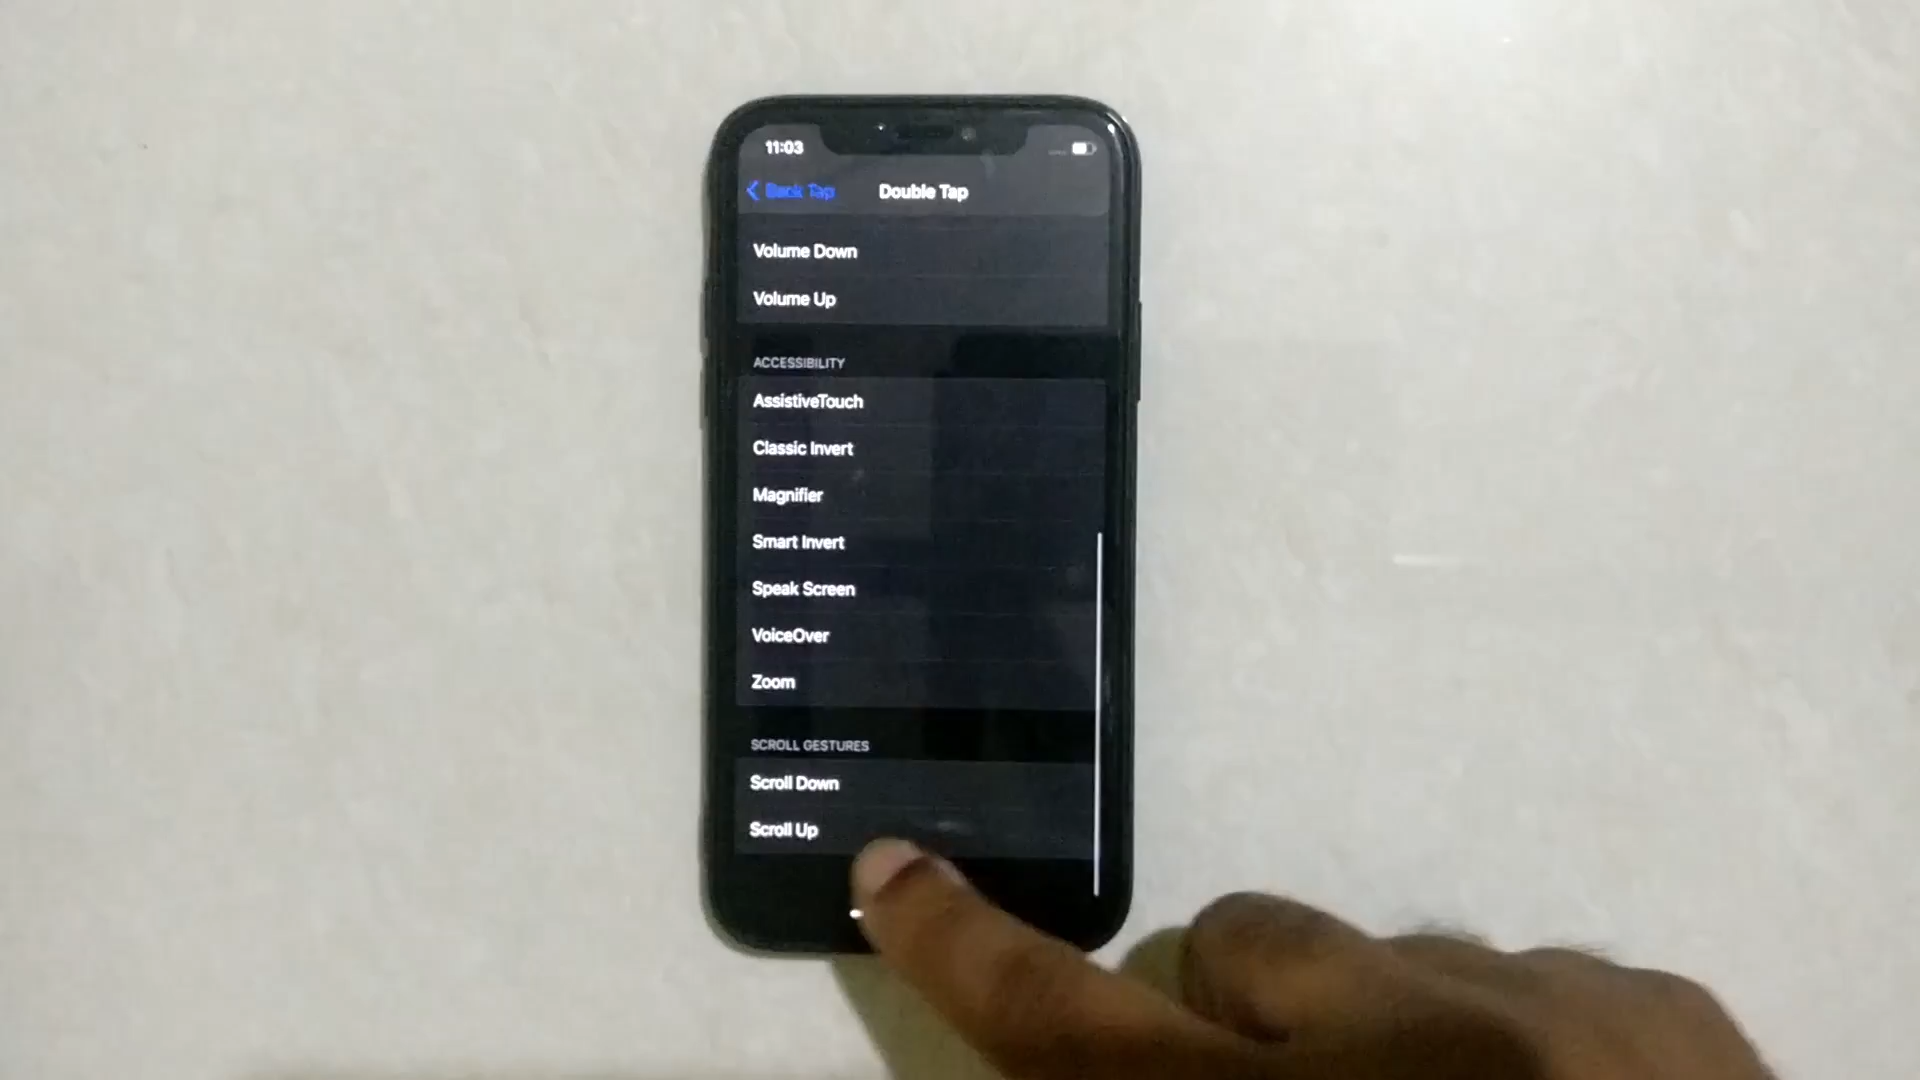 11:03
Back Tap
Double Tap
Volume Down
Volume Up
ACCESSIBILITY
AssistiveTouch
Classic Invert
Magnifier
Smart Invert
Speak Screen
VoiceOver
Zoom
SCROLL GESTURES
Scroll Down
Scroll Up